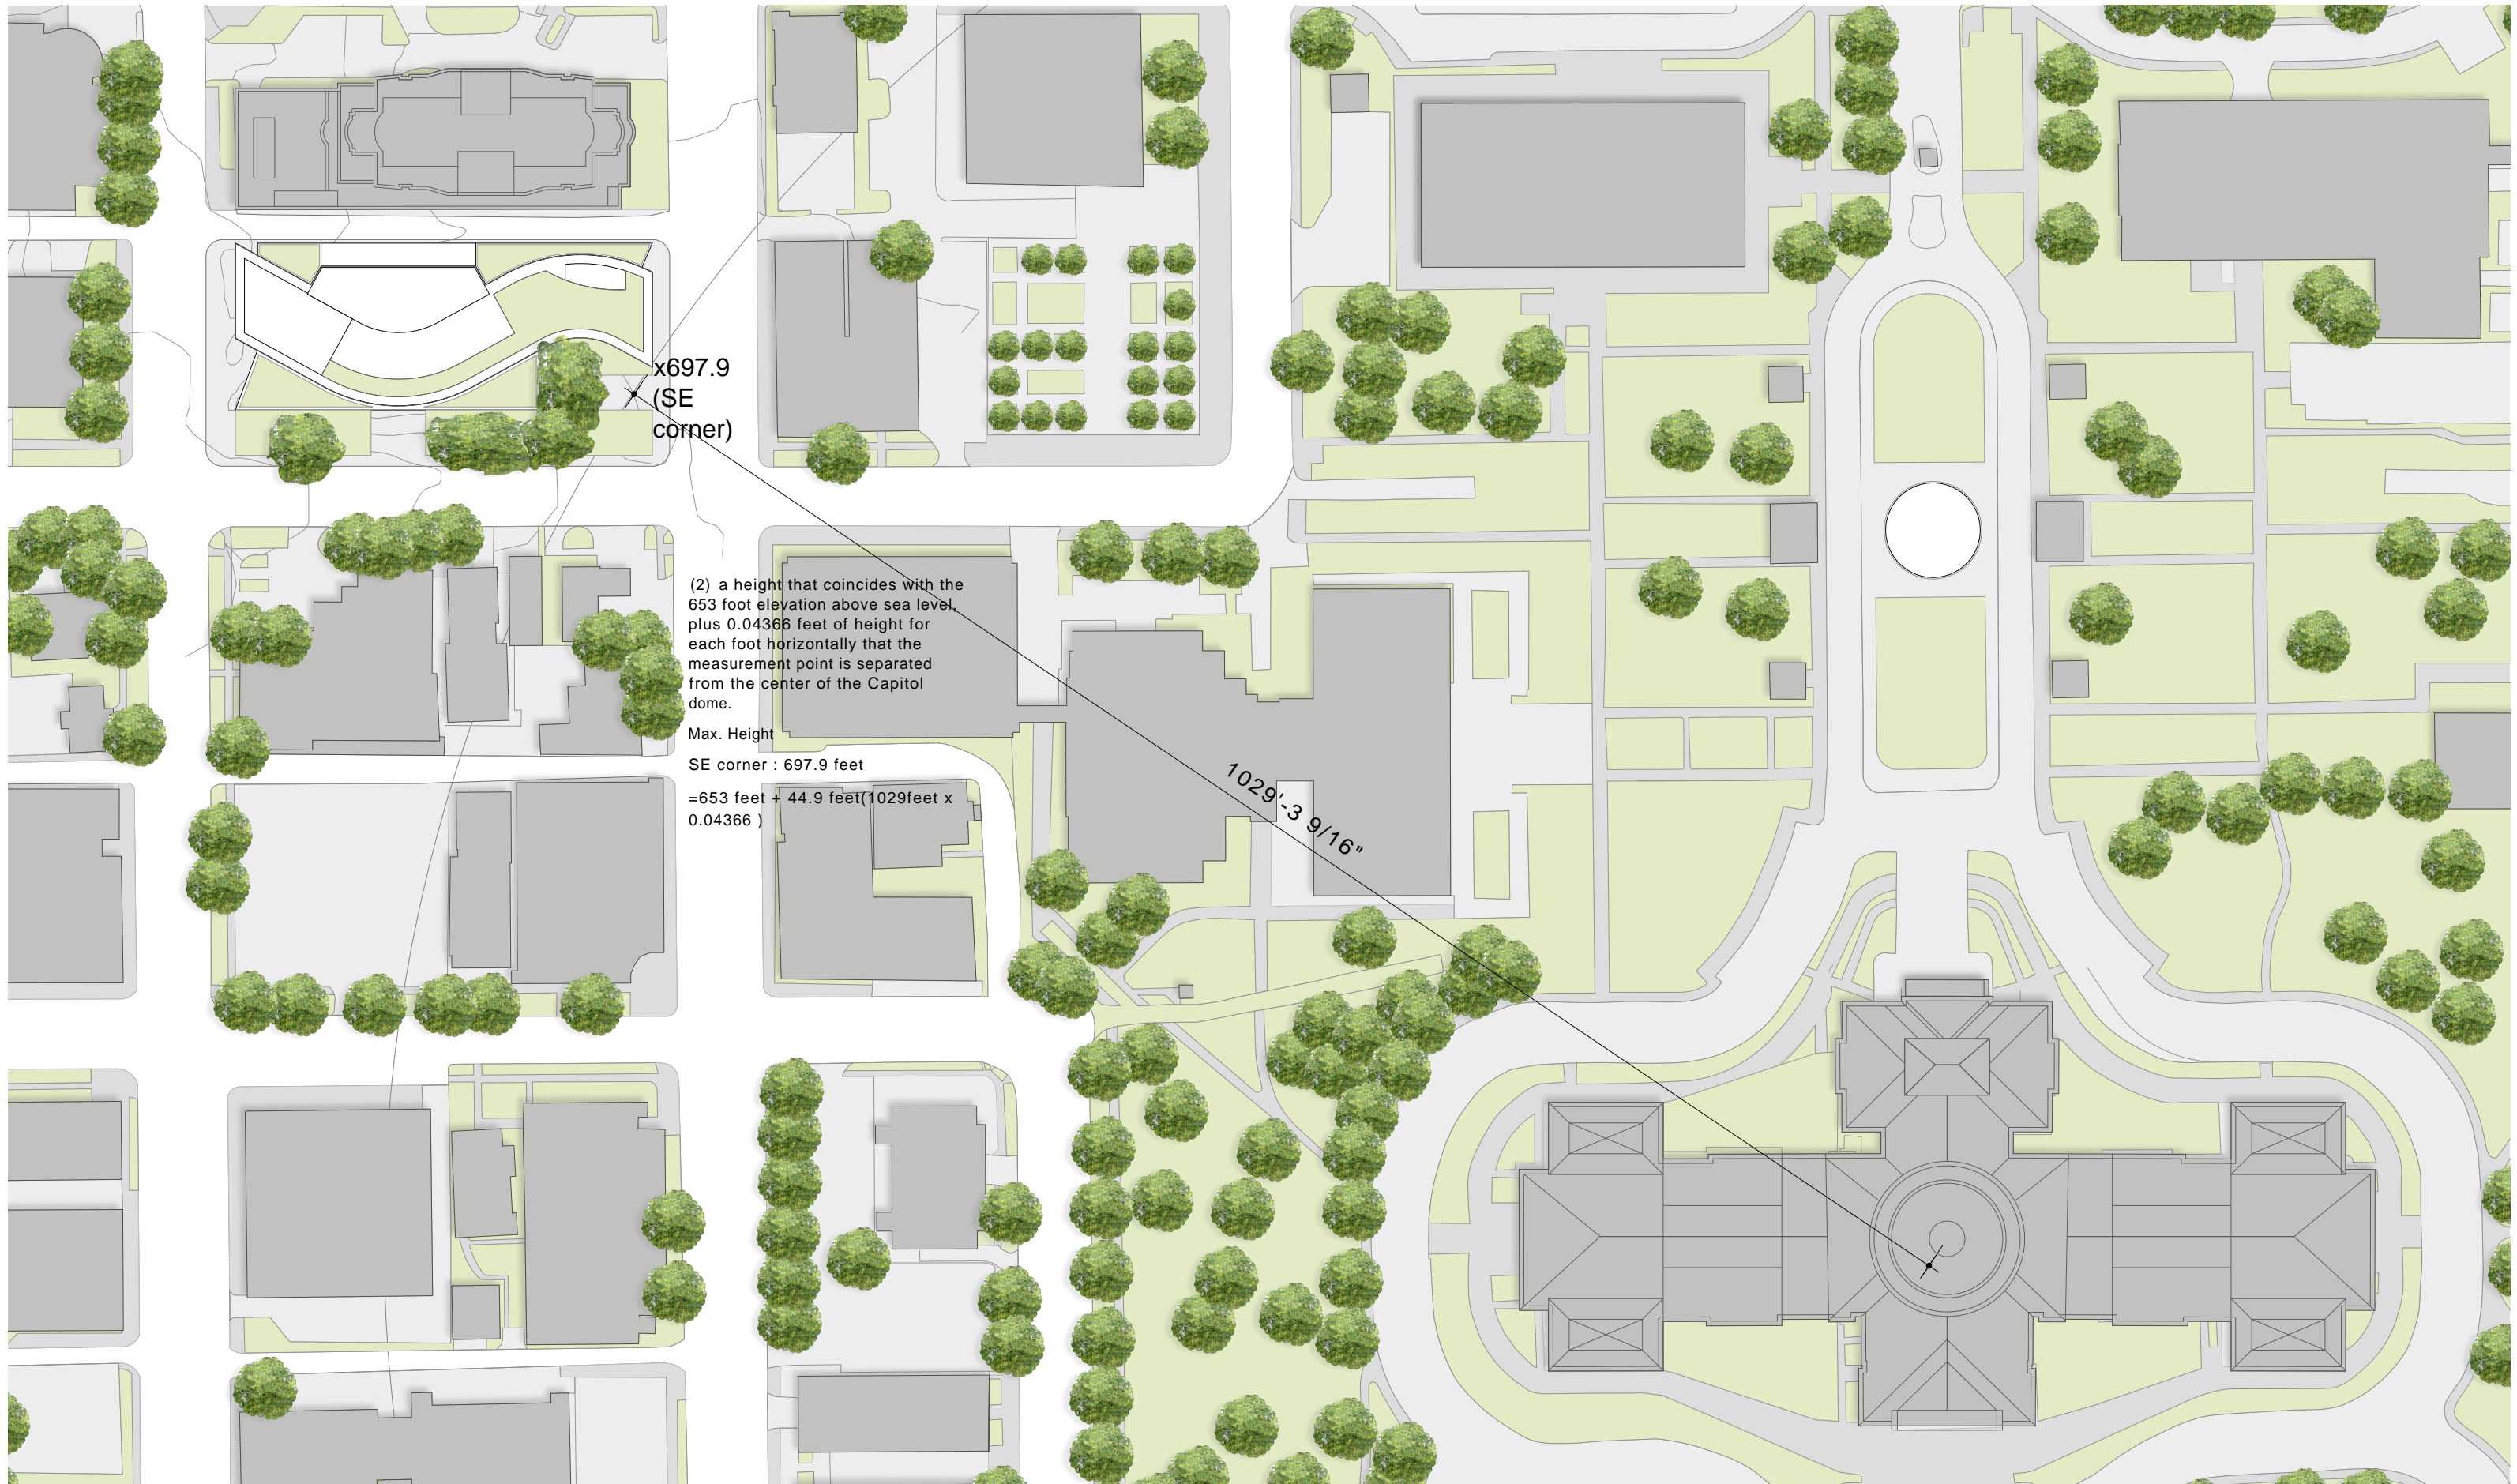 x697.9
(SE
corner)
(2) a height that coincides with the
653 foot elevation above sea level,
plus 0.04366 feet of height for
each foot horizontally that the
measurement point is separated
from the center of the Capitol
dome.
Max. Height
SE corner : 697.9 feet
=653 feet + 44.9 feet(1029feet x
0.04366 )
1029'-3 9/16"